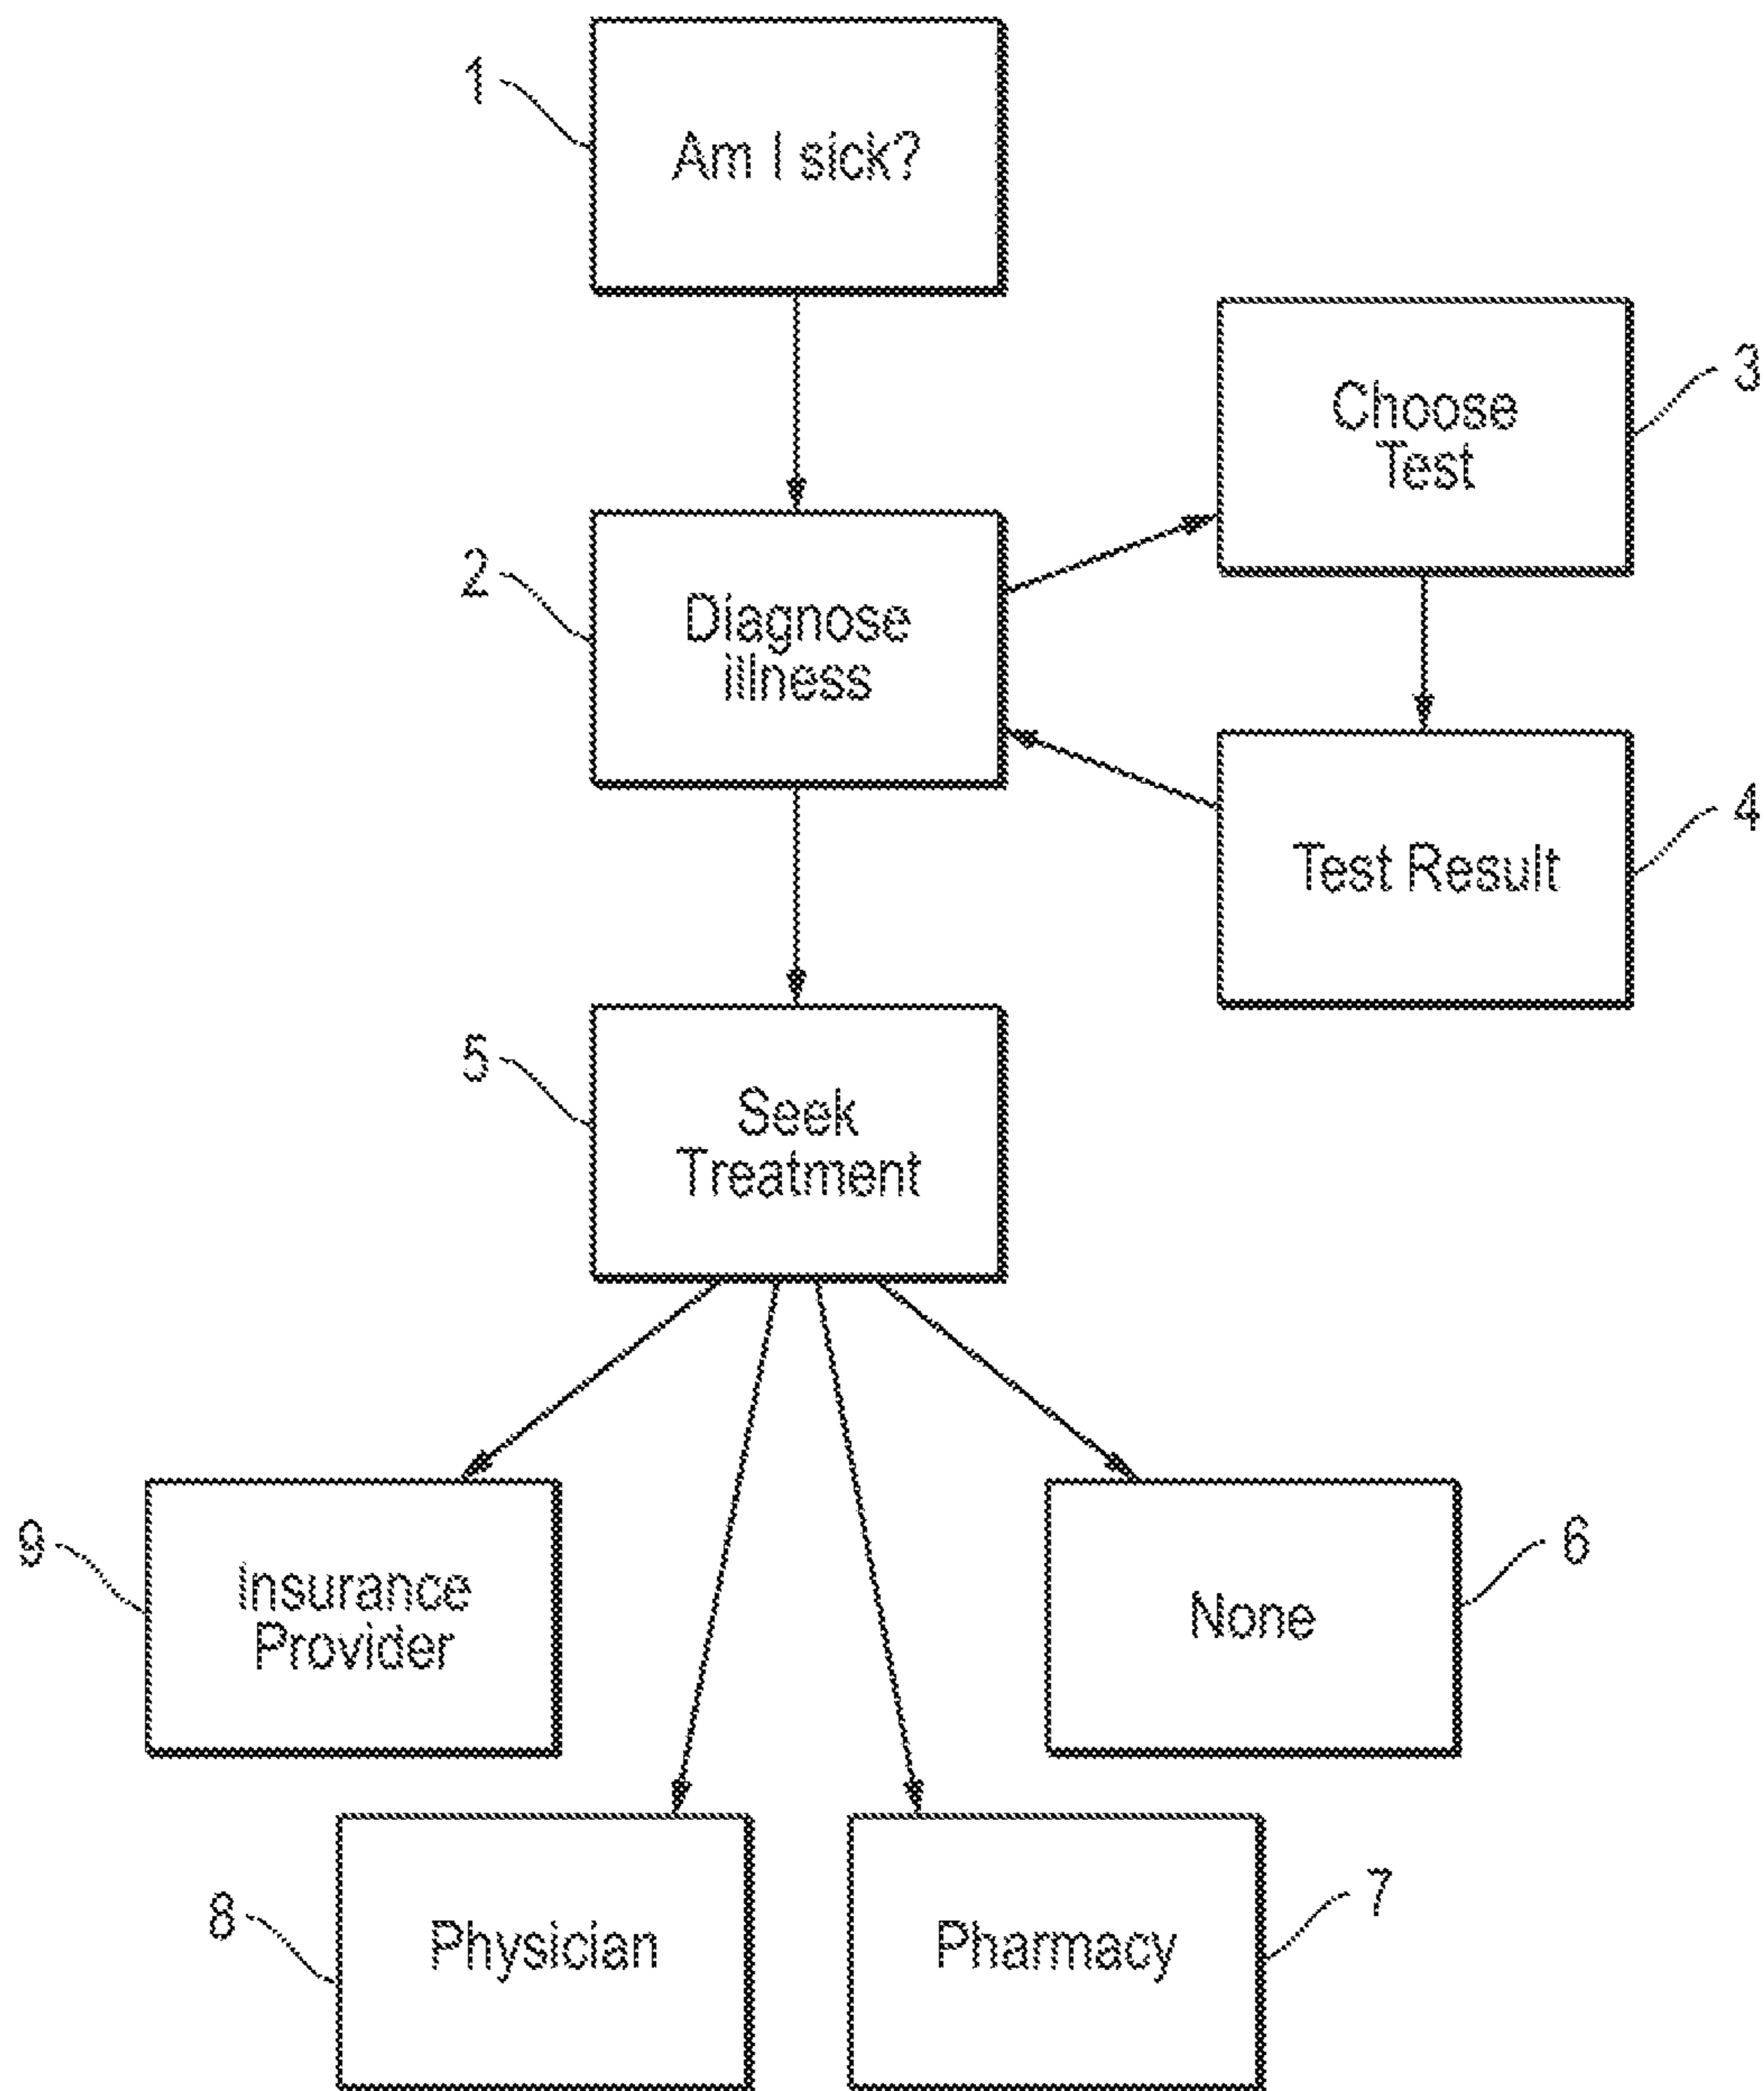 1
Am I sick?
2
Diagnose
illness
3
Choose
Test
4
Test Result
5
Seek
Treatment
9
Insurance
Provider
6
None
8
Physician
7
Pharmacy